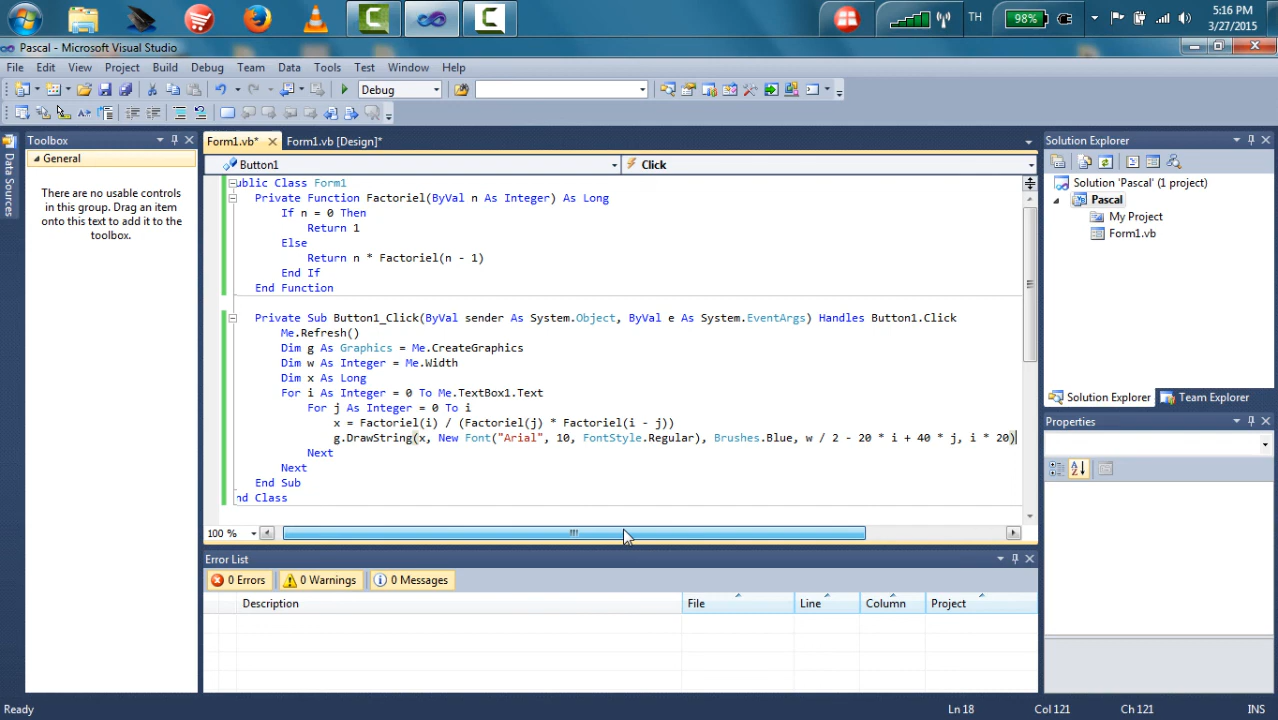 TH
98%
5:16 PM
3/27/2015
Pascal - Microsoft Visual Studio
File Edit View Project Build Debug Team Data Tools Test Window Help
Debug
Toolbox
General
There are no usable controls
in this group. Drag an item
onto this text to add it to the
toolbox.
Data Sources
Form1.vb* Form1.vb [Design]*
Button1 Click
ublic Class Form1
Private Function Factoriel(ByVal n As Integer) As Long
If n = 0 Then
Return 1
Else
Return n * Factoriel(n - 1)
End If
End Function
Private Sub Button1_Click(ByVal sender As System.Object, ByVal e As System.EventArgs) Handles Button1.Click
Me.Refresh()
Dim g As Graphics = Me.CreateGraphics
Dim w As Integer = Me.Width
Dim x As Long
For i As Integer = 0 To Me.TextBox1.Text
For j As Integer = 0 To i
x = Factoriel(i) / (Factoriel(j) * Factoriel(i - j))
g.DrawString(x, New Font("Arial", 10, FontStyle.Regular), Brushes.Blue, w / 2 - 20 * i + 40 * j, i * 20)
Next
Next
End Sub
nd Class
100 %
Error List
0 Errors 0 Warnings 0 Messages
Description File Line Column Project
Solution Explorer
Solution 'Pascal' (1 project)
Pascal
My Project
Form1.vb
Solution Explorer Team Explorer
Properties
Ready Ln 18 Col 121 Ch 121 INS